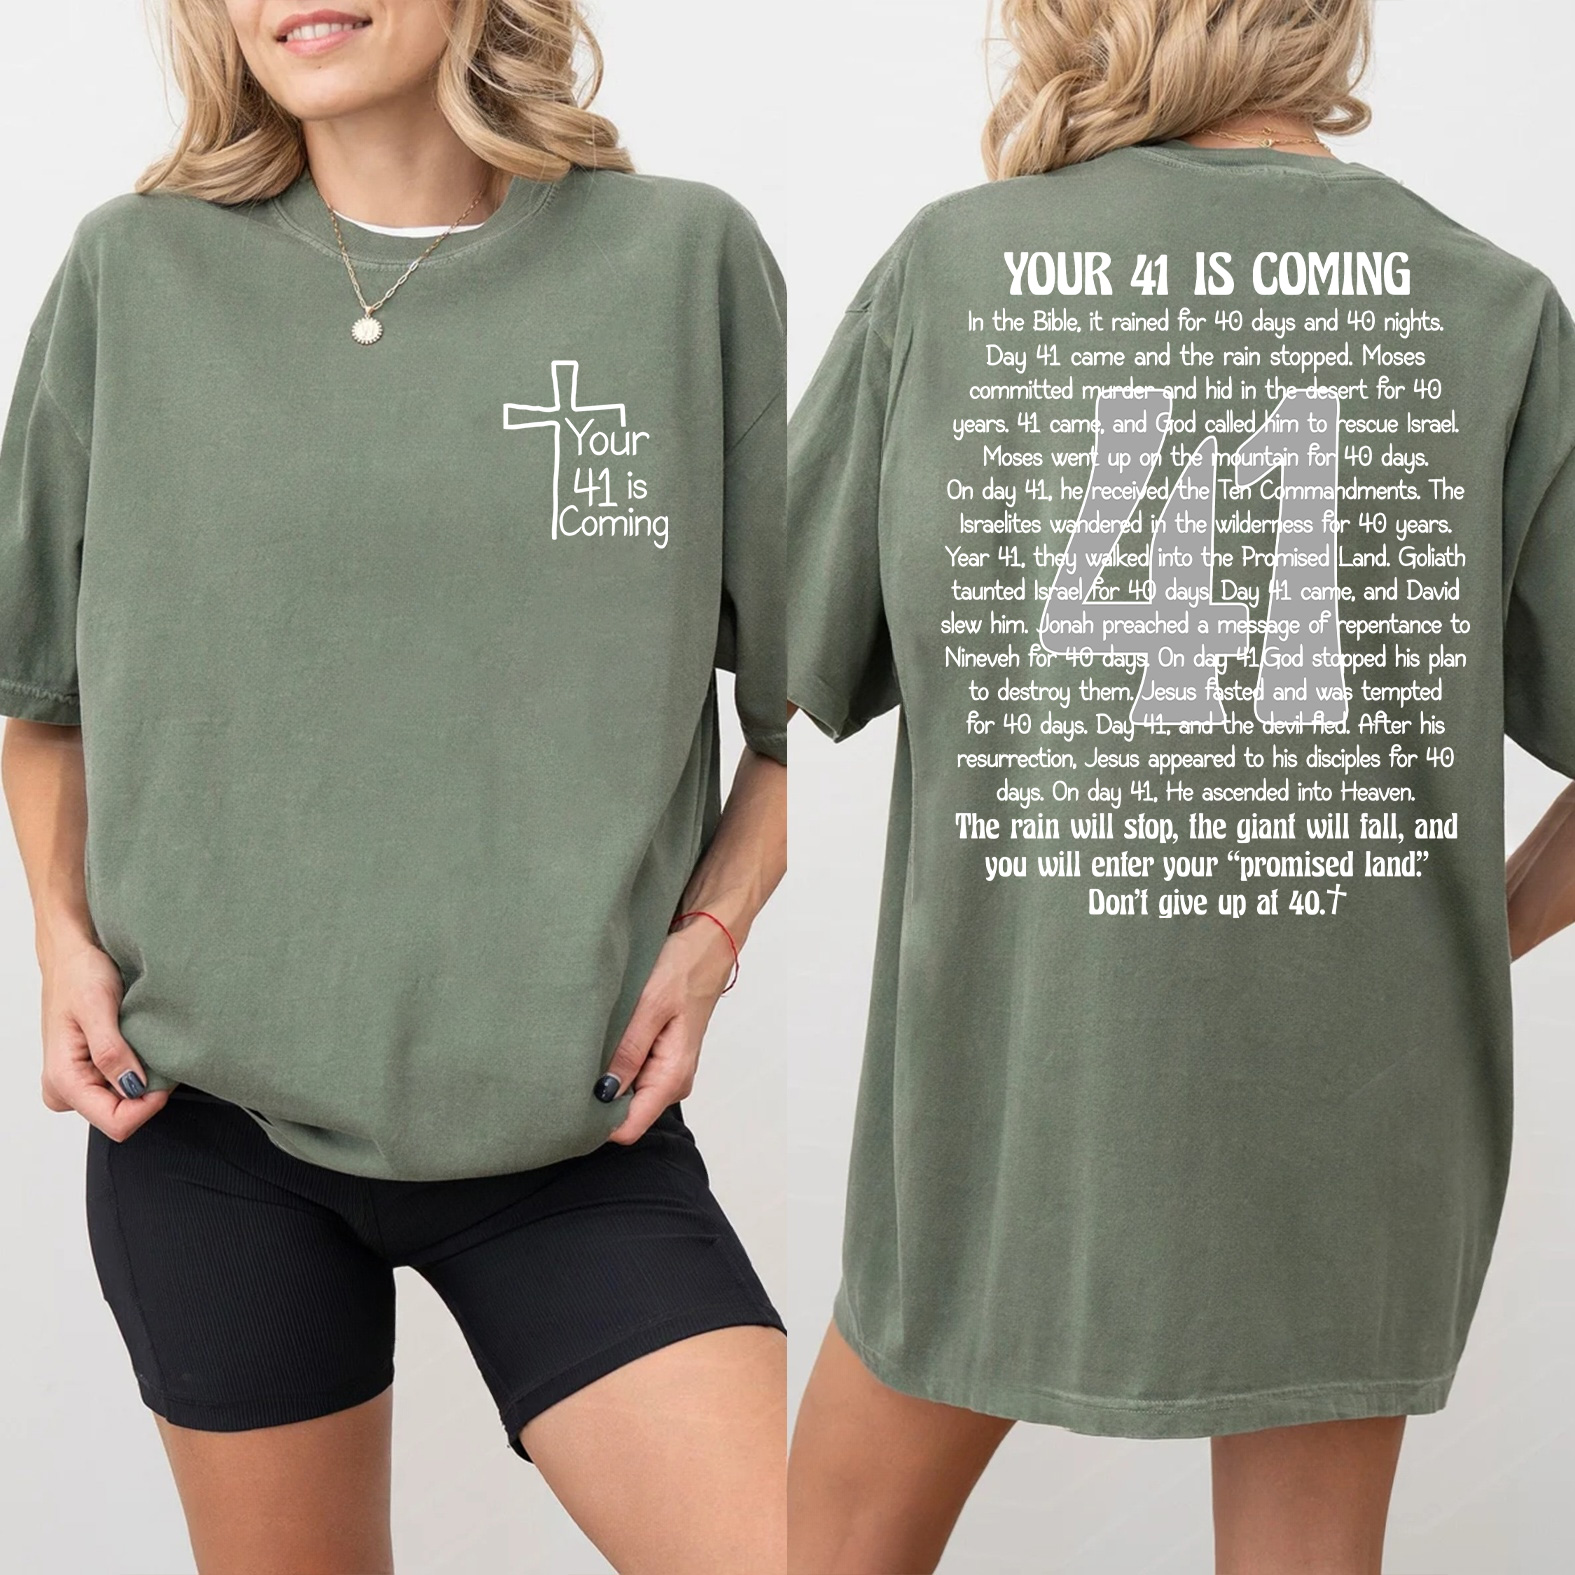 Your
41 is
Coming
YOUR 41 IS COMING
In the Bible, it rained for 40 days and 40 nights.
Day 41 came and the rain stopped. Moses
committed murder and hid in the desert for 40
years. 41 came, and God called him to rescue Israel.
Moses went up on the mountain for 40 days.
On day 41, he received the Ten Commandments. The
Israelites wandered in the wilderness for 40 years.
Year 41, they walked into the Promised Land. Goliath
taunted Israel for 40 days. Day 41 came, and David
slew him. Jonah preached a message of repentance to
Nineveh for 40 days. On day 41 God stopped his plan
to destroy them. Jesus fasted and was tempted
for 40 days. Day 41, and the devil fled. After his
resurrection, Jesus appeared to his disciples for 40
days. On day 41, He ascended into Heaven.
41
The rain will stop, the giant will fall, and
you will enter your “promised land.”
Don’t give up at 40.